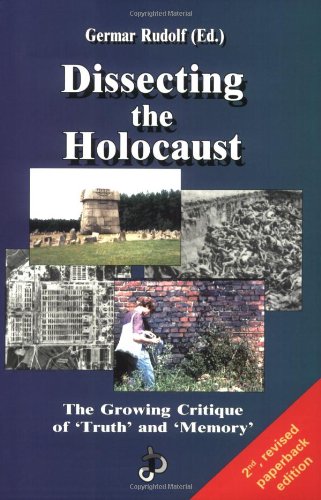 Germar Rudolf (Ed.)
Dissecting
the
Holocaust
The Growing Critique
of ‘Truth’ and ‘Memory’
2nd, revised
paperback
edition